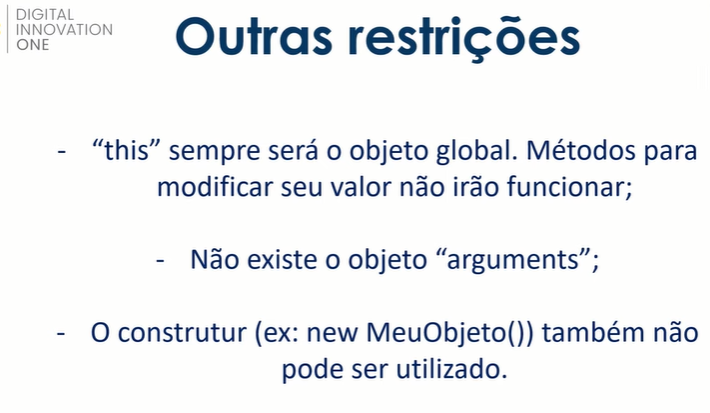 DIGITAL
INNOVATION
ONE
Outras restrições
- “this” sempre será o objeto global. Métodos para
modificar seu valor não irão funcionar;
- Não existe o objeto “arguments”;
- O construtur (ex: new MeuObjeto()) também não
pode ser utilizado.